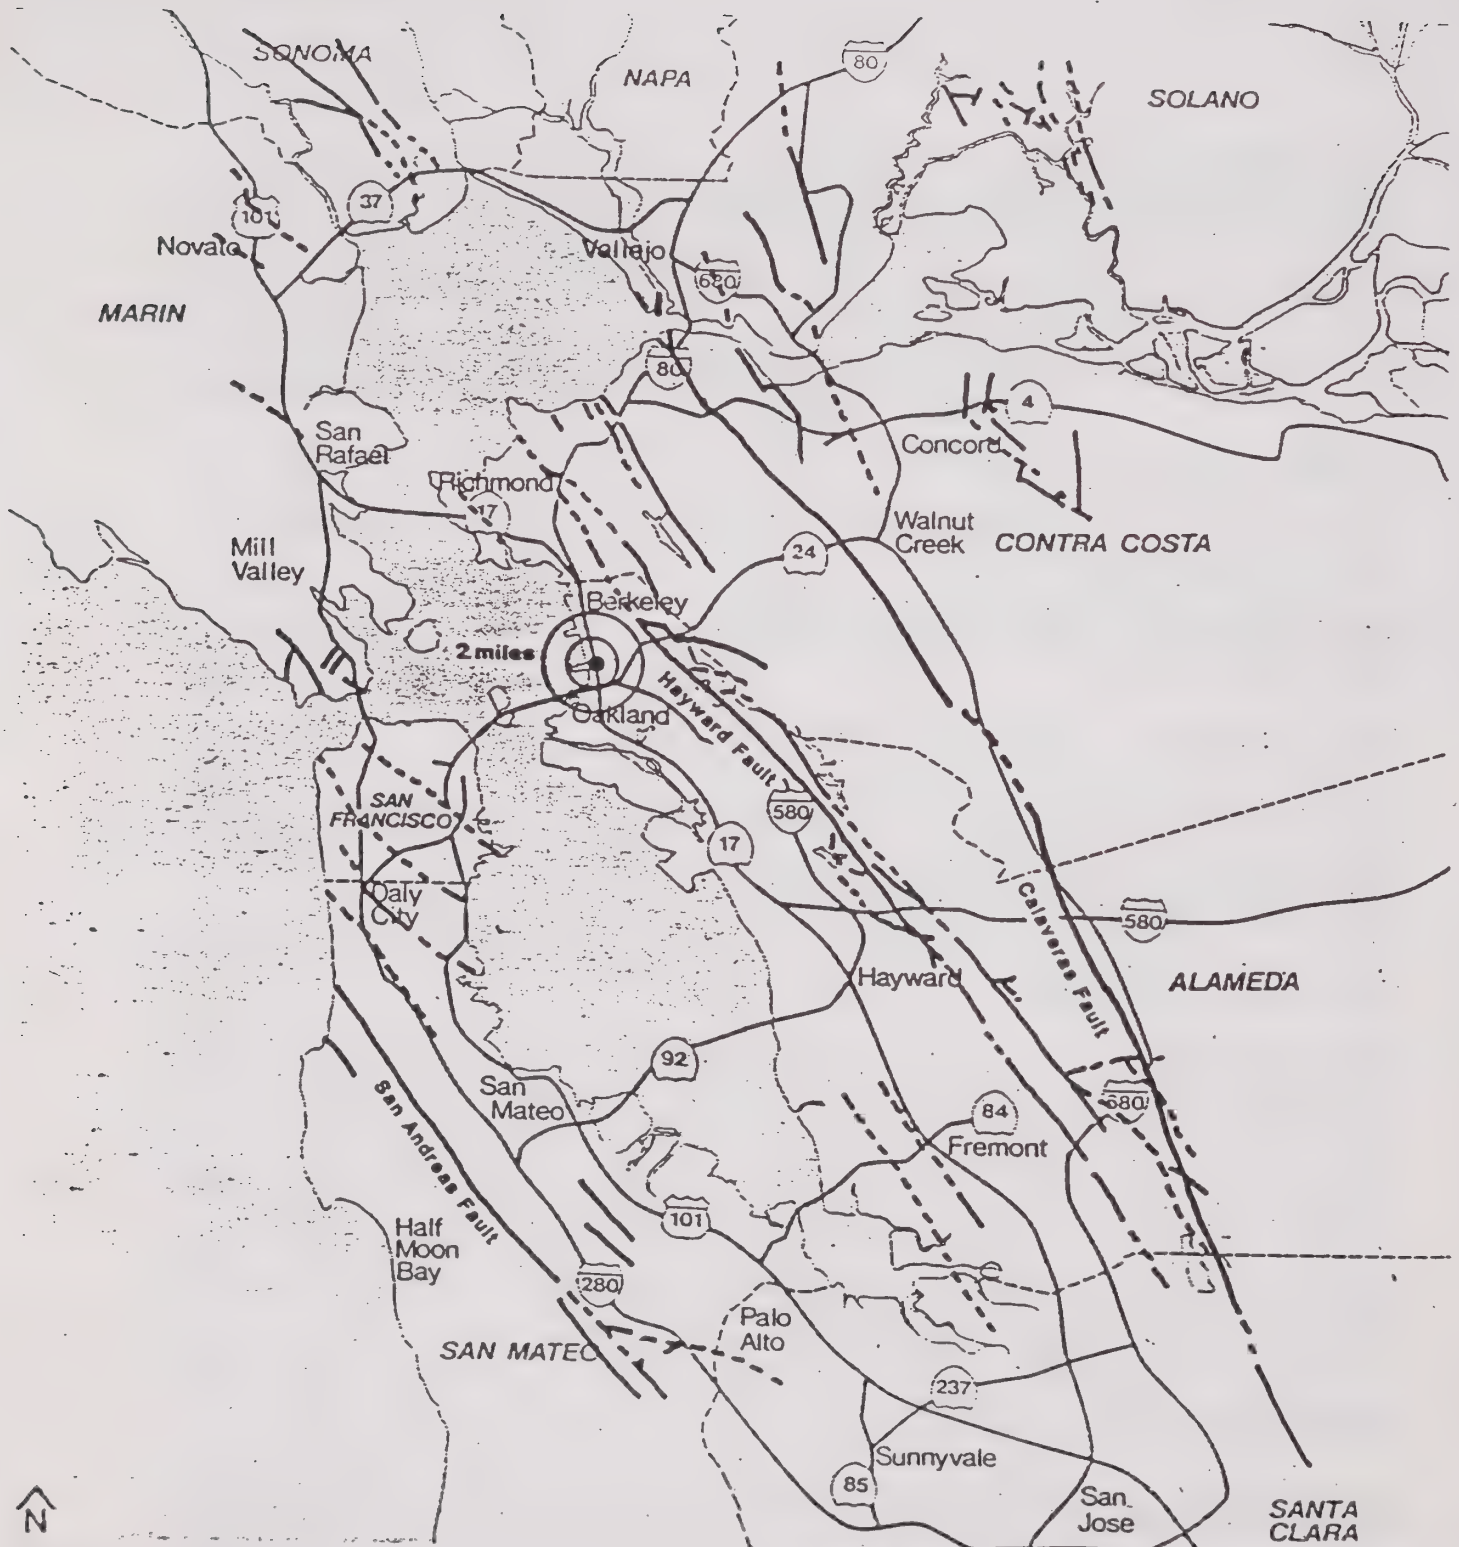 SONOMA
NAPA
80
SOLANO
101
37
Novato
Vallejo
680
MARIN
80
4
San
Rafael
Concord
Richmond
17
Walnut
Creek
CONTRA COSTA
Mill
Valley
24
Berkeley
2 miles
Oakland
Hayward Fault
580
SAN
FRANCISCO
17
Daly
City
580
Calaveras Fault
Hayward
ALAMEDA
92
San
Mateo
680
84
Fremont
San Andreas Fault
101
Half
Moon
Bay
280
Palo
Alto
SAN MATEO
237
Sunnyvale
85
San
Jose
SANTA
CLARA
N